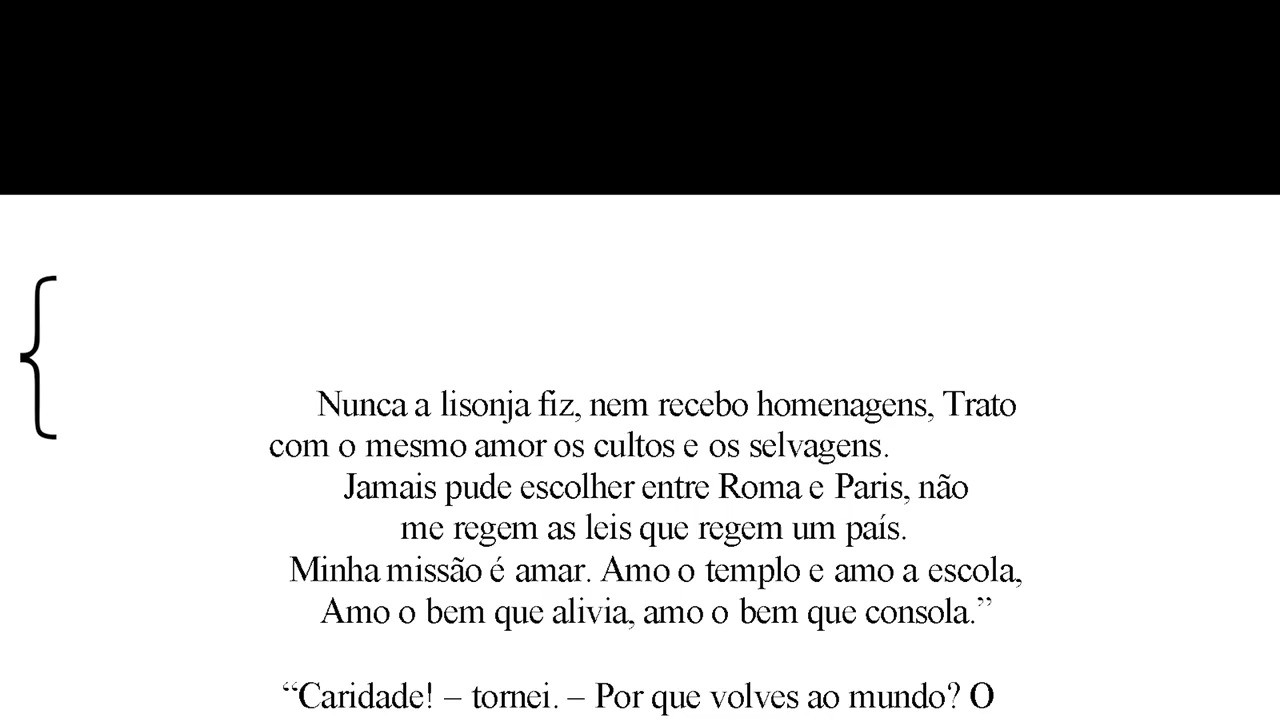 Nunca a lisonja fiz, nem recebo homenagens, Trato
com o mesmo amor os cultos e os selvagens.
Jamais pude escolher entre Roma e Paris, não
me regem as leis que regem um país.
Minha missão é amar. Amo o templo e amo a escola,
Amo o bem que alivia, amo o bem que consola.”
“Caridade! – tornei. – Por que volves ao mundo? O